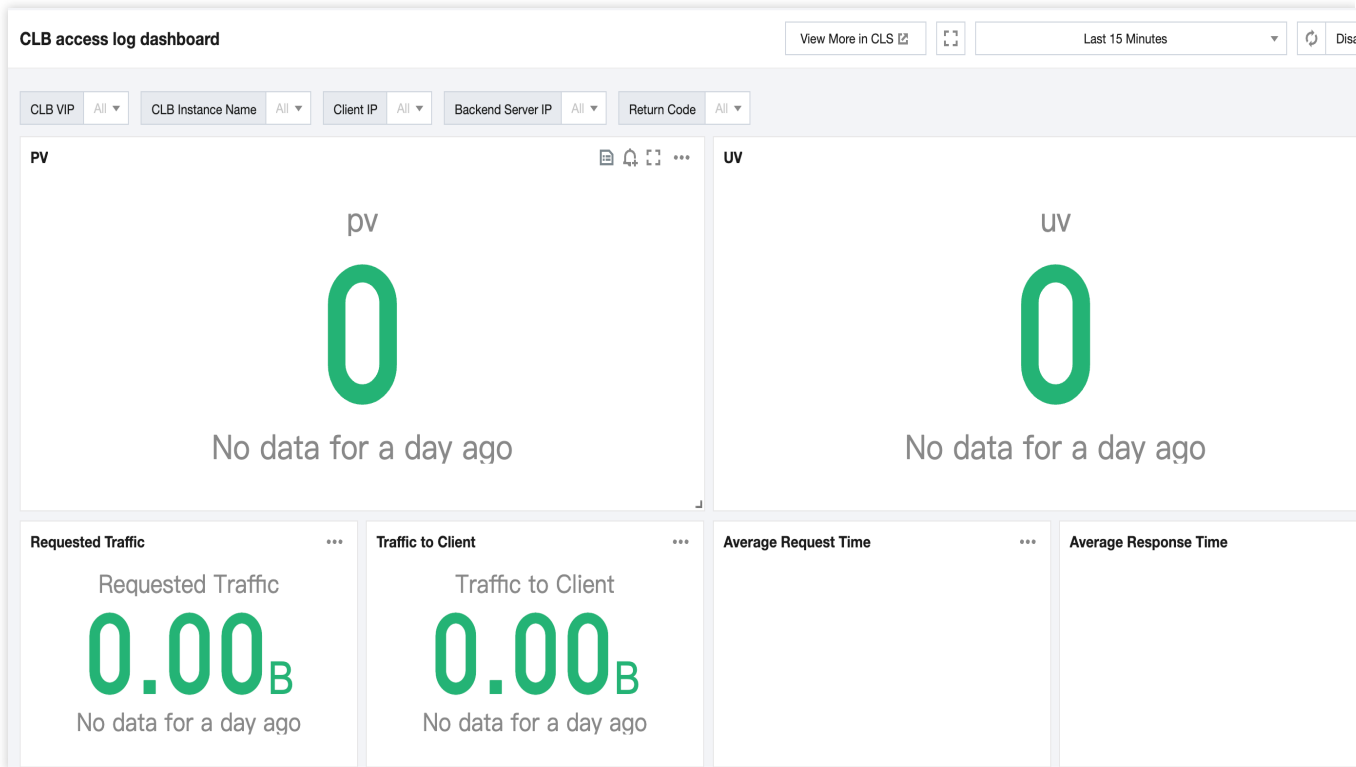 CLB access log dashboard
View More in CLS
Last 15 Minutes
CLB VIP All
CLB Instance Name All
Client IP All
Backend Server IP All
Return Code All
PV
pv
0
No data for a day ago
UV
uv
0
No data for a day ago
Requested Traffic
Requested Traffic
0.00B
No data for a day ago
Traffic to Client
Traffic to Client
0.00B
No data for a day ago
Average Request Time
Average Response Time